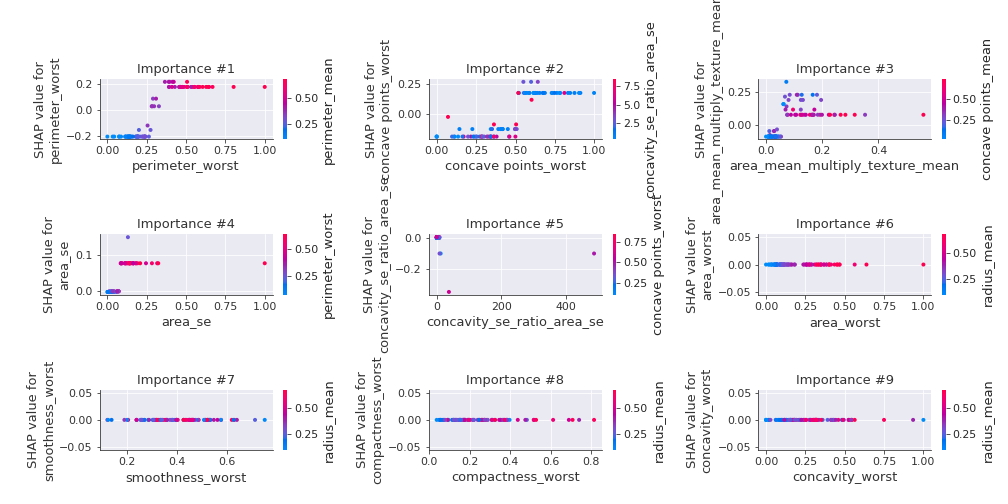 Importance #1
SHAP value for
perimeter_worst
0.2
0.0
−0.2
0.00
0.25
0.50
0.75
1.00
perimeter_worst
0.50
0.25
perimeter_mean
Importance #2
SHAP value for
concave points_worst
0.00
0.00
0.25
0.50
0.75
1.00
concave points_worst
7.5
5.0
2.5
concavity_se_ratio_area_se
Importance #3
SHAP value for
area_mean_multiply_texture_mean
0.25
0.00
0.0
0.2
0.4
area_mean_multiply_texture_mean
0.50
0.25
concave points_mean
Importance #4
SHAP value for
area_se
0.1
0.0
0.00
0.25
0.50
0.75
1.00
area_se
0.50
0.25
perimeter_worst
Importance #5
SHAP value for
concavity_se_ratio_area_se
0.0
−0.2
0
200
400
concavity_se_ratio_area_se
0.75
0.50
0.25
concave points_worst
Importance #6
SHAP value for
area_worst
0.05
0.00
−0.05
0.00
0.25
0.50
0.75
1.00
area_worst
0.50
0.25
radius_mean
Importance #7
SHAP value for
smoothness_worst
0.05
0.00
−0.05
0.2
0.4
0.6
smoothness_worst
0.50
0.25
radius_mean
Importance #8
SHAP value for
compactness_worst
0.05
0.00
−0.05
0.0
0.2
0.4
0.6
0.8
compactness_worst
0.50
0.25
radius_mean
Importance #9
SHAP value for
concavity_worst
0.05
0.00
−0.05
0.00
0.25
0.50
0.75
1.00
concavity_worst
0.50
0.25
radius_mean